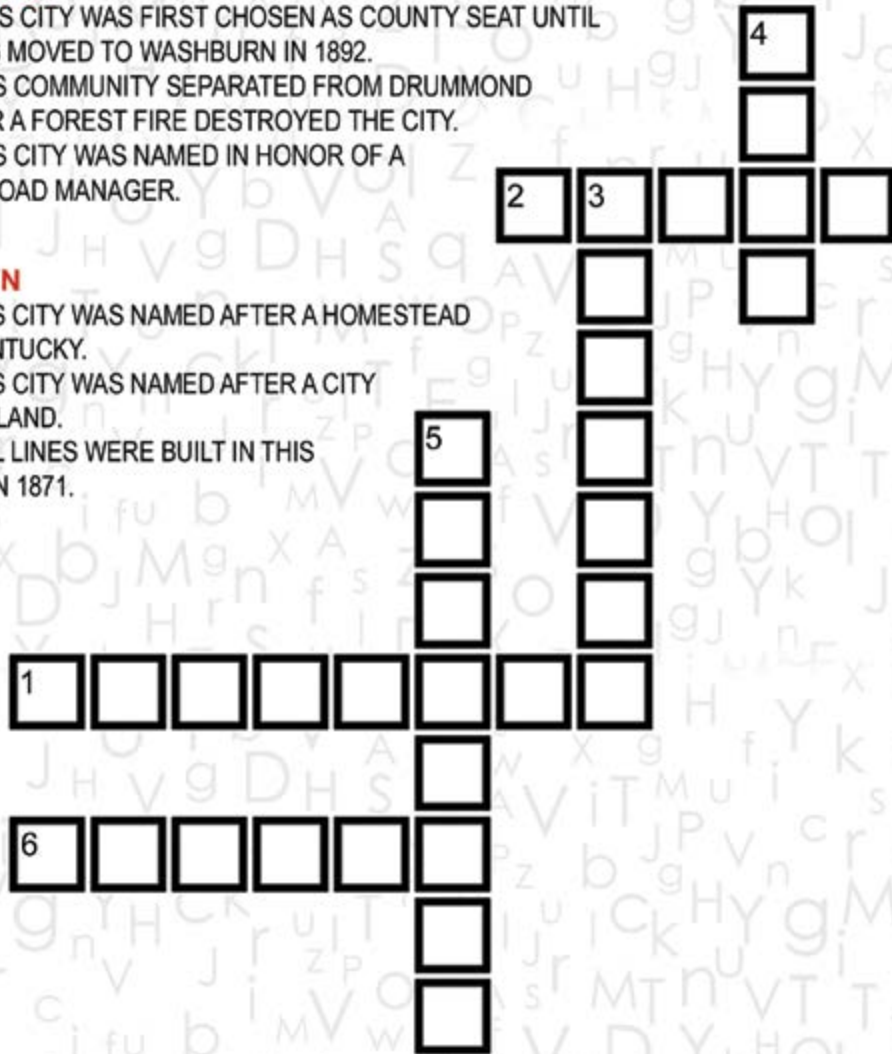 S CITY WAS FIRST CHOSEN AS COUNTY SEAT UNTIL
MOVED TO WASHBURN IN 1892.
S COMMUNITY SEPARATED FROM DRUMMOND
R A FOREST FIRE DESTROYED THE CITY.
S CITY WAS NAMED IN HONOR OF A
OAD MANAGER.
N
S CITY WAS NAMED AFTER A HOMESTEAD
NTUCKY.
S CITY WAS NAMED AFTER A CITY
LAND.
L LINES WERE BUILT IN THIS
N 1871.
4
2 3
5
1
6